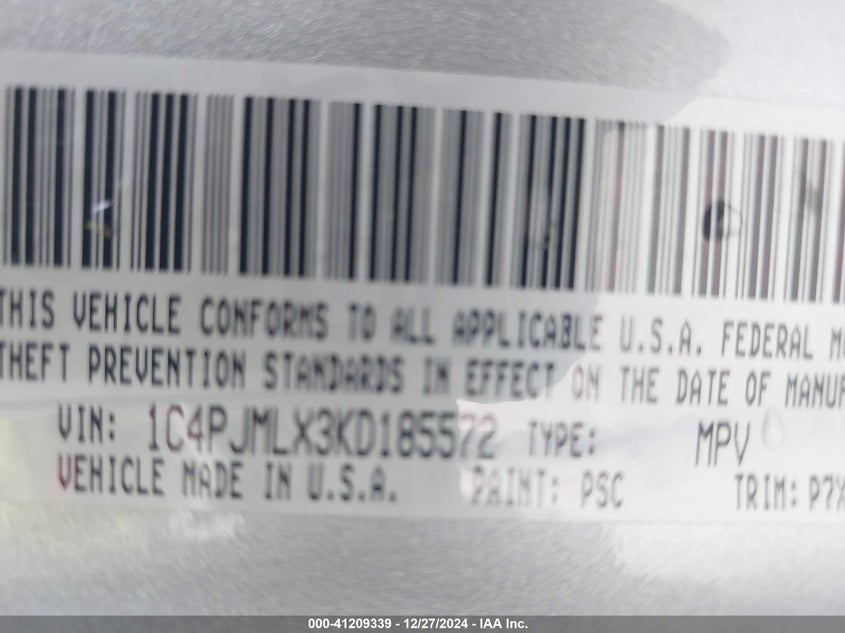 THIS VEHICLE CONFORMS TO ALL APPLICABLE U.S.A. FEDERAL
THEFT PREVENTION STANDARDS IN EFFECT ON THE DATE OF MANUF
VIN: 1C4PJMLX3KD185572 TYPE: MPV
VEHICLE MADE IN U.S.A. PAINT: PSC TRIM: P7X
000-41209339 - 12/27/2024 - IAA Inc.